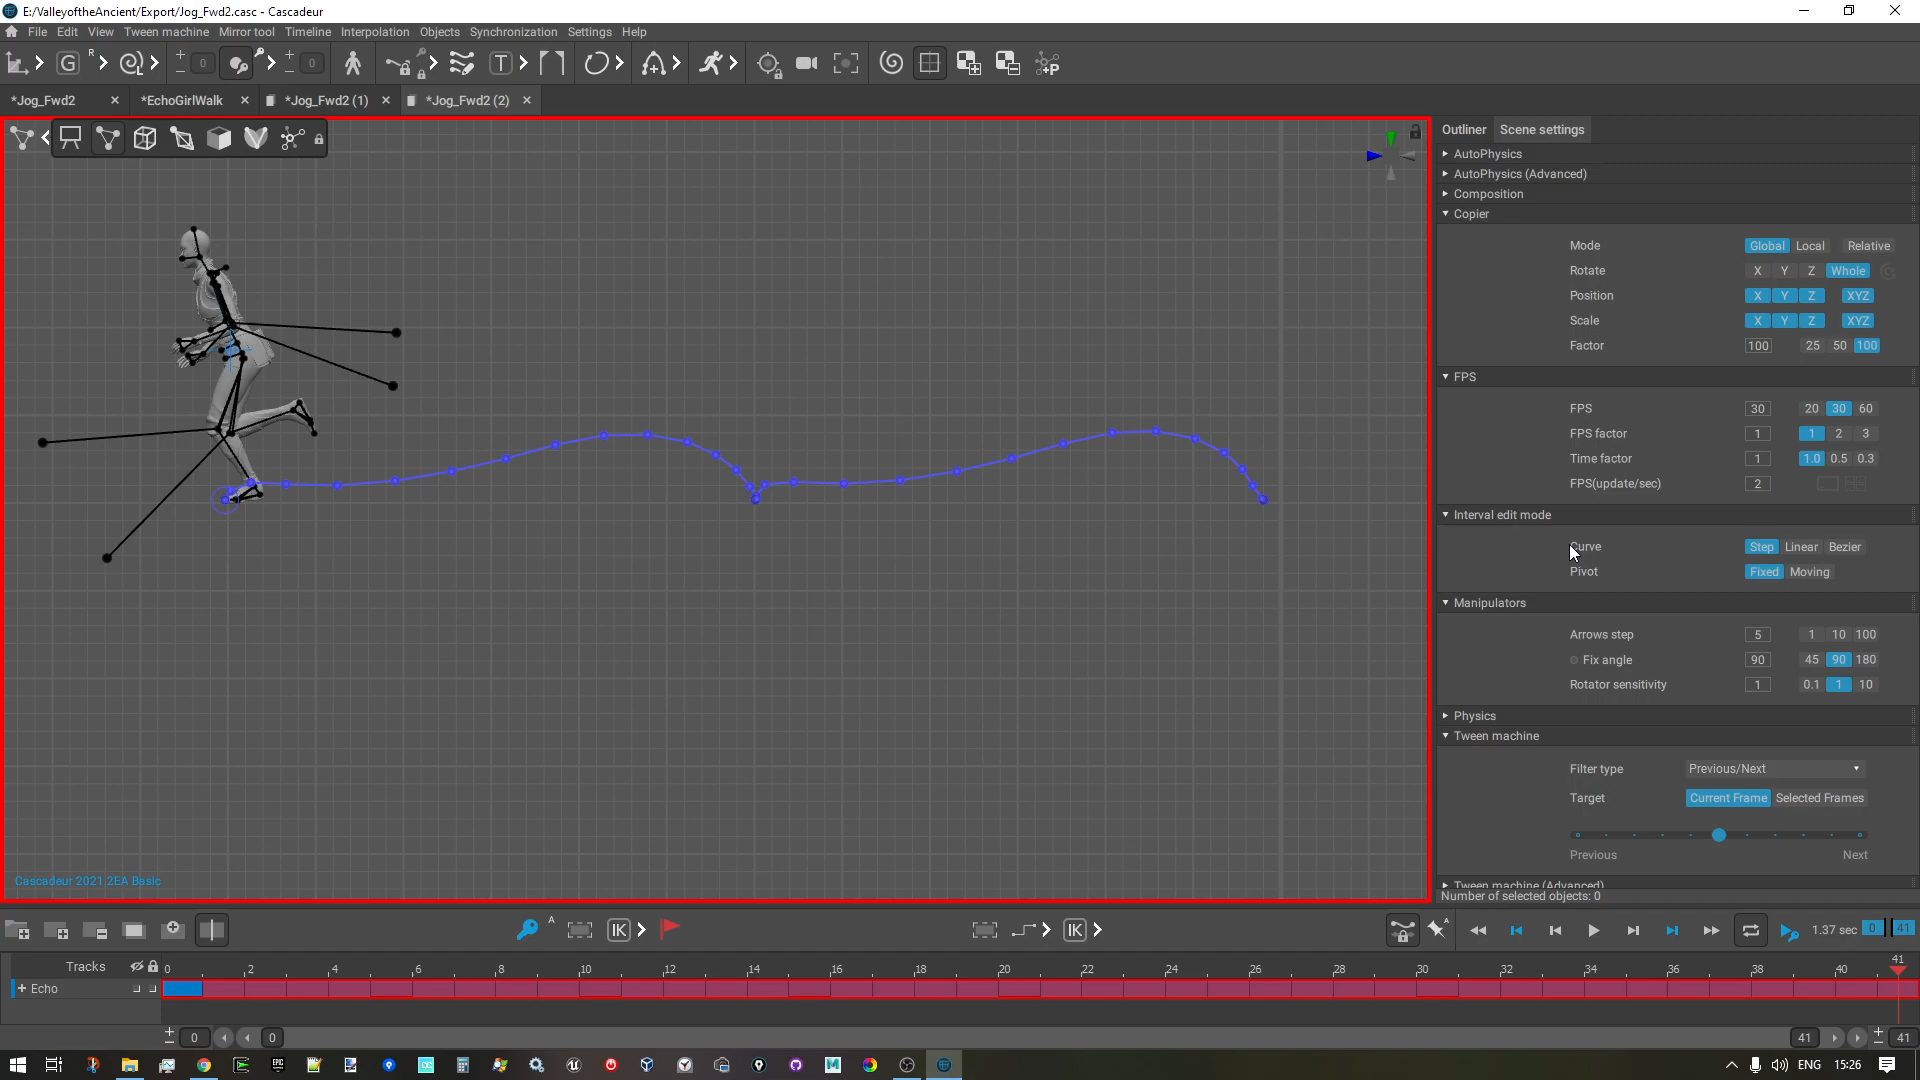 E:/ValleyoftheAncient/Export/Jog_Fwd2.casc - Cascadeur
File Edit View Tween machine Mirror tool Timeline Interpolation Objects Synchronization Settings Help
G R 0 T 0 P
*Jog_Fwd2 *EchoGirlWalk *Jog_Fwd2 (1) *Jog_Fwd2 (2)
Outliner Scene settings
AutoPhysics
AutoPhysics (Advanced)
Composition
Copier
Mode Global Local Relative
Rotate X Y Z Whole
Position X Y Z XYZ
Scale X Y Z XYZ
Factor 100 25 50 100
FPS
FPS 30 20 30 60
FPS factor 1 1 2 3
Time factor 1 1.0 0.5 0.3
FPS(update/sec) 2
Interval edit mode
Curve Step Linear Bezier
Pivot Fixed Moving
Manipulators
Arrows step 5 1 10 100
Fix angle 90 45 90 180
Rotator sensitivity 1 0.1 1 10
Physics
Tween machine
Filter type Previous/Next
Target Current Frame Selected Frames
Previous Next
Tween machine (Advanced)
Cascadeur 2021.2EA Basic
Number of selected objects: 0
A IK IK A 1.37 sec 0 41
Tracks 0 2 4 6 8 10 12 14 16 18 20 22 24 26 28 30 32 34 36 38 40 41
+ Echo
0 0 41 41
ENG 15:26